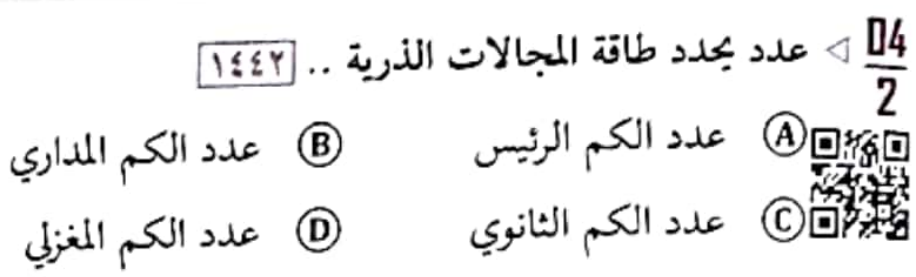 04/2 ◁ عدد يحدد طاقة المجالات الذرية .. ١٤٤٢
Ⓐ عدد الكم الرئيس Ⓑ عدد الكم المداري
Ⓒ عدد الكم الثانوي Ⓓ عدد الكم المغزلي